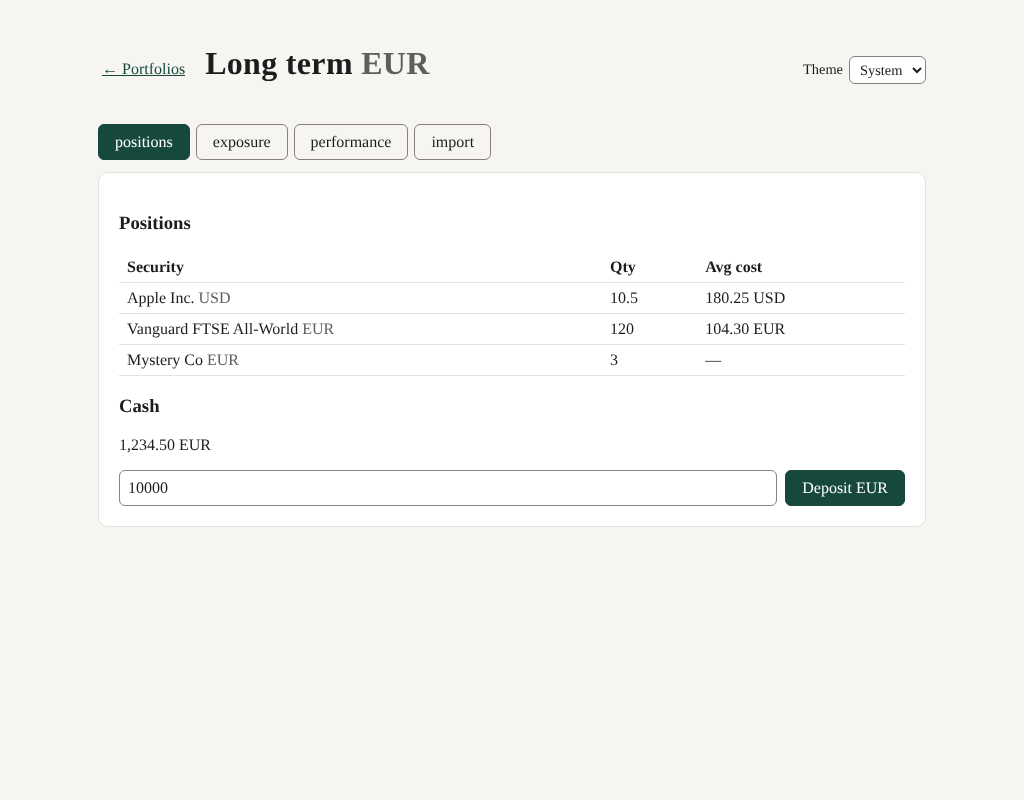 ← Portfolios Long term EUR Theme System
positions exposure performance import
Positions
Security Qty Avg cost
Apple Inc. USD 10.5 180.25 USD
Vanguard FTSE All-World EUR 120 104.30 EUR
Mystery Co EUR 3 —
Cash
1,234.50 EUR
10000 Deposit EUR